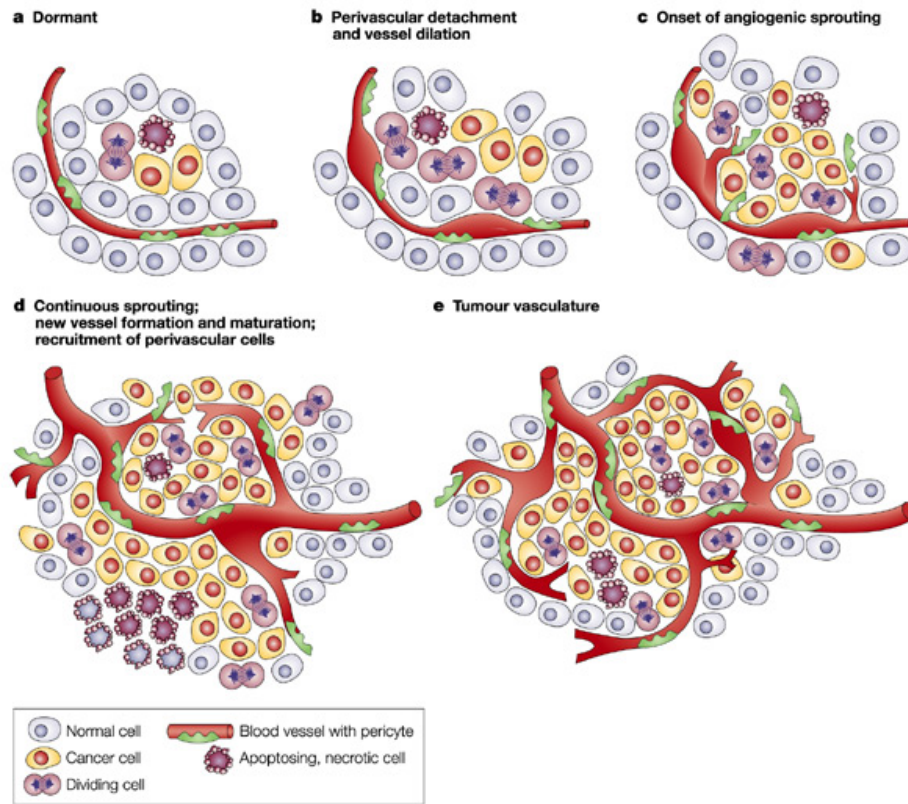 a Dormant
b Perivascular detachment
and vessel dilation
c Onset of angiogenic sprouting
d Continuous sprouting;
new vessel formation and maturation;
recruitment of perivascular cells
e Tumour vasculature
Normal cell
Cancer cell
Dividing cell
Blood vessel with pericyte
Apoptosing, necrotic cell